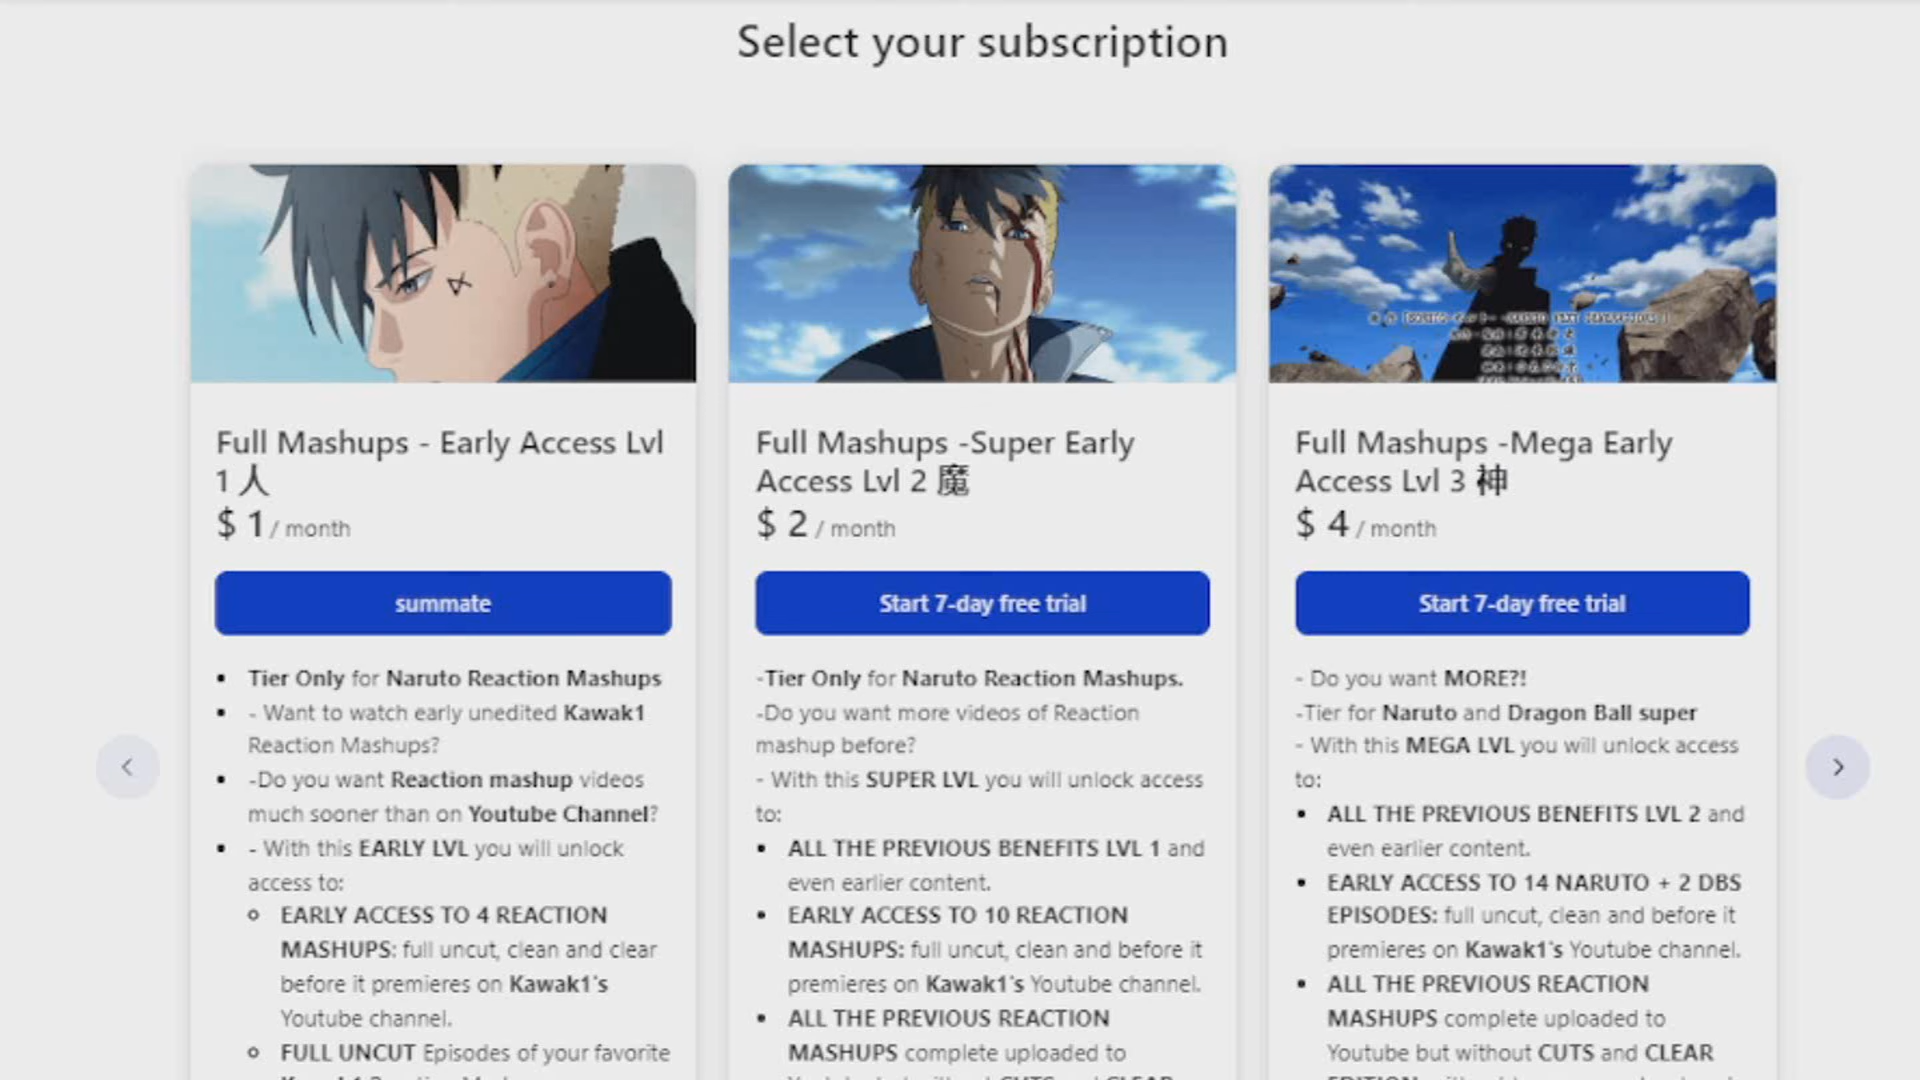 Select your subscription
Full Mashups - Early Access Lvl
1 人
$ 1 / month
summate
Tier Only for Naruto Reaction Mashups
- Want to watch early unedited Kawak1
Reaction Mashups?
-Do you want Reaction mashup videos
much sooner than on Youtube Channel?
- With this EARLY LVL you will unlock
access to:
EARLY ACCESS TO 4 REACTION
MASHUPS: full uncut, clean and clear
before it premieres on Kawak1's
Youtube channel.
FULL UNCUT Episodes of your favorite
Full Mashups -Super Early
Access Lvl 2 魔
$ 2 / month
Start 7-day free trial
-Tier Only for Naruto Reaction Mashups.
-Do you want more videos of Reaction
mashup before?
- With this SUPER LVL you will unlock access
to:
ALL THE PREVIOUS BENEFITS LVL 1 and
even earlier content.
EARLY ACCESS TO 10 REACTION
MASHUPS: full uncut, clean and before it
premieres on Kawak1's Youtube channel.
ALL THE PREVIOUS REACTION
MASHUPS complete uploaded to
Full Mashups -Mega Early
Access Lvl 3 神
$ 4 / month
Start 7-day free trial
- Do you want MORE?!
-Tier for Naruto and Dragon Ball super
- With this MEGA LVL you will unlock access
to:
ALL THE PREVIOUS BENEFITS LVL 2 and
even earlier content.
EARLY ACCESS TO 14 NARUTO + 2 DBS
EPISODES: full uncut, clean and before it
premieres on Kawak1's Youtube channel.
ALL THE PREVIOUS REACTION
MASHUPS complete uploaded to
Youtube but without CUTS and CLEAR